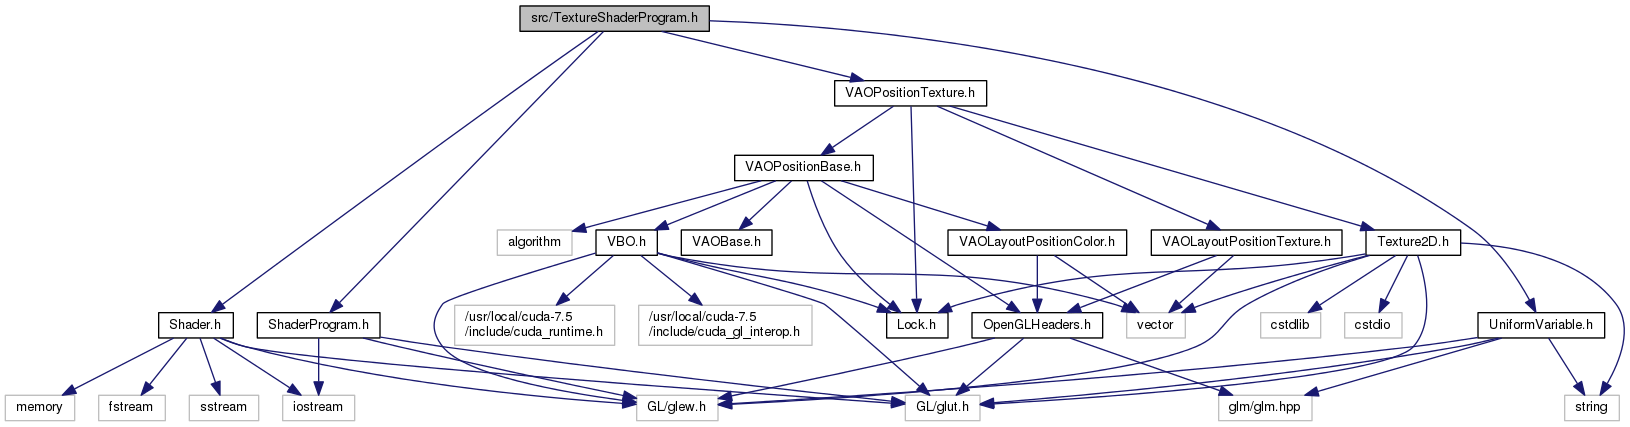 src/TextureShaderProgram.h
VAOPositionTexture.h
VAOPositionBase.h
algorithm
VBO.h
VAOBase.h
VAOLayoutPositionColor.h
VAOLayoutPositionTexture.h
Texture2D.h
Shader.h
ShaderProgram.h
/usr/local/cuda-7.5
/include/cuda_runtime.h
/usr/local/cuda-7.5
/include/cuda_gl_interop.h
Lock.h
OpenGLHeaders.h
vector
cstdlib
cstdio
UniformVariable.h
memory
fstream
sstream
iostream
GL/glew.h
GL/glut.h
glm/glm.hpp
string